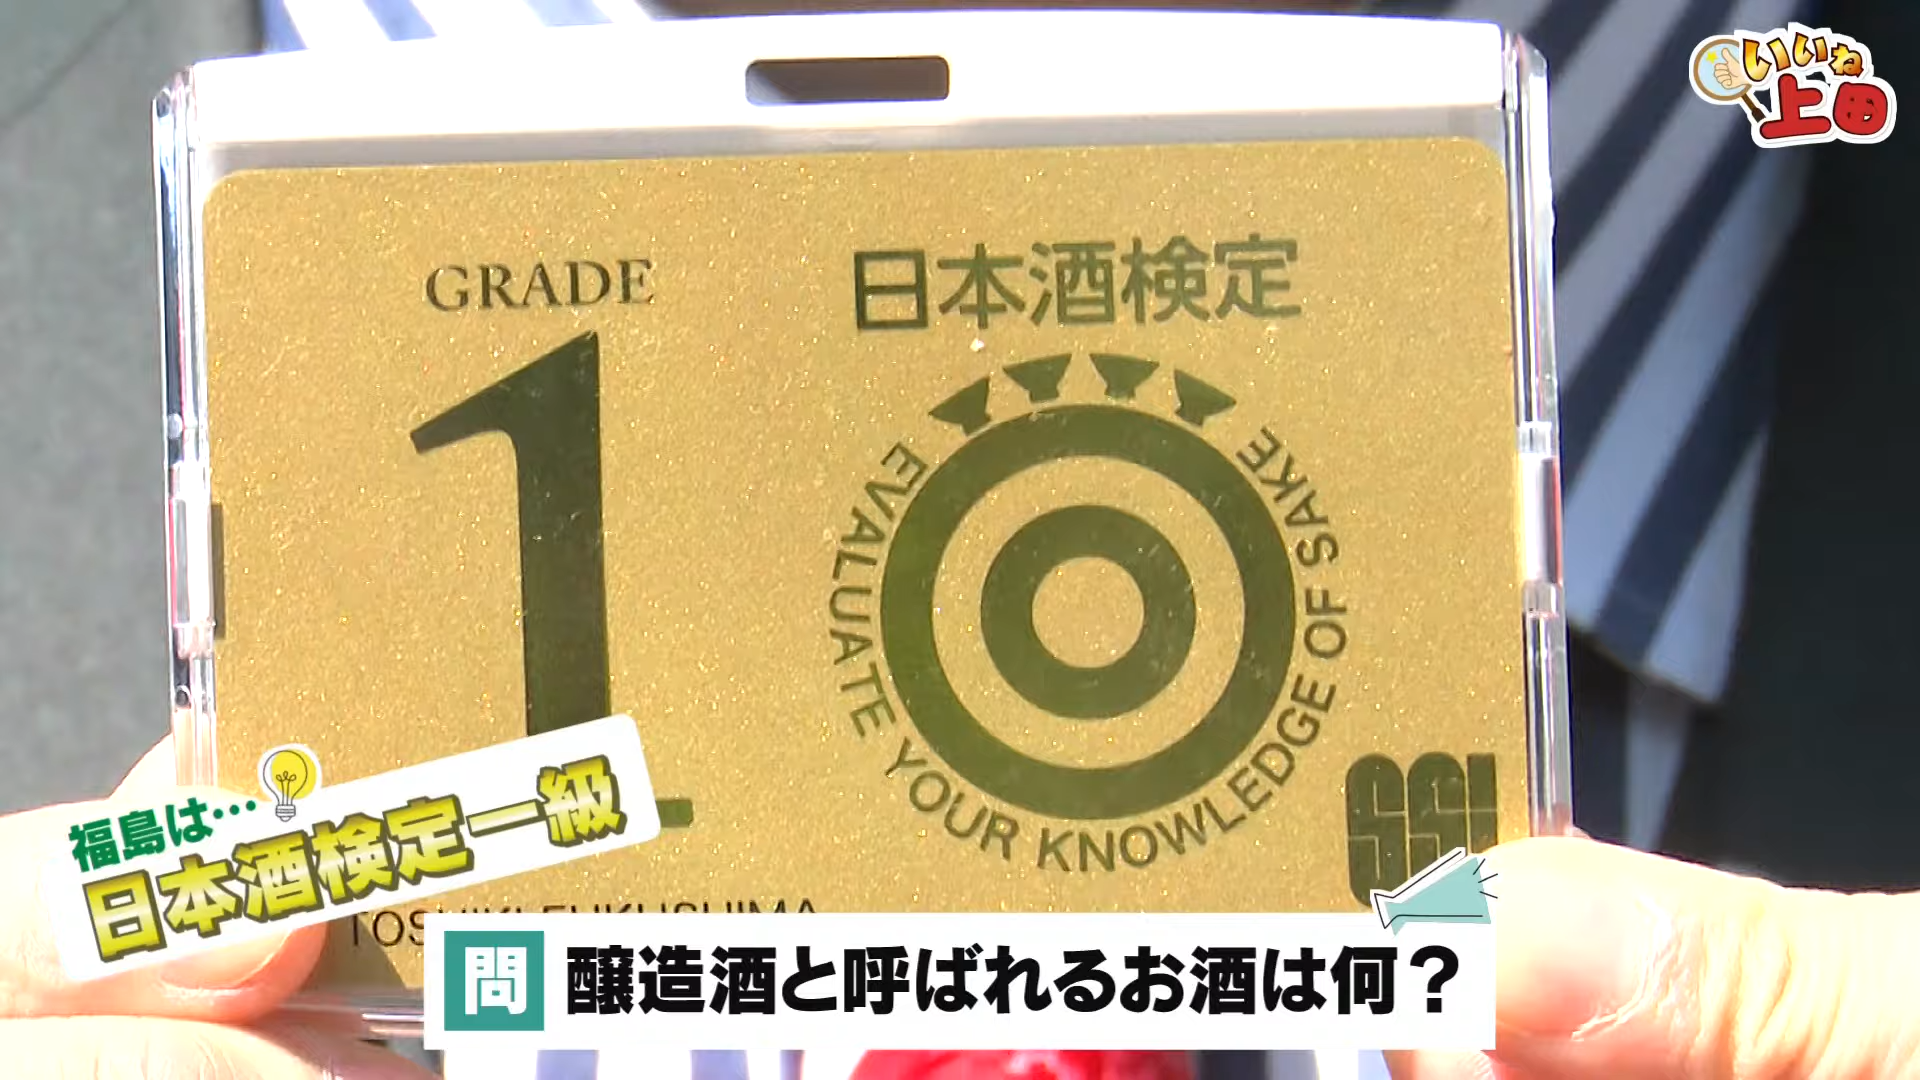 いいね
上田
GRADE
1
日本酒検定
EVALUATE YOUR KNOWLEDGE OF SAKE
SSI
福島は…
日本酒検定一級
TOSHIKI FUKUSHIMA
問 醸造酒と呼ばれるお酒は何？